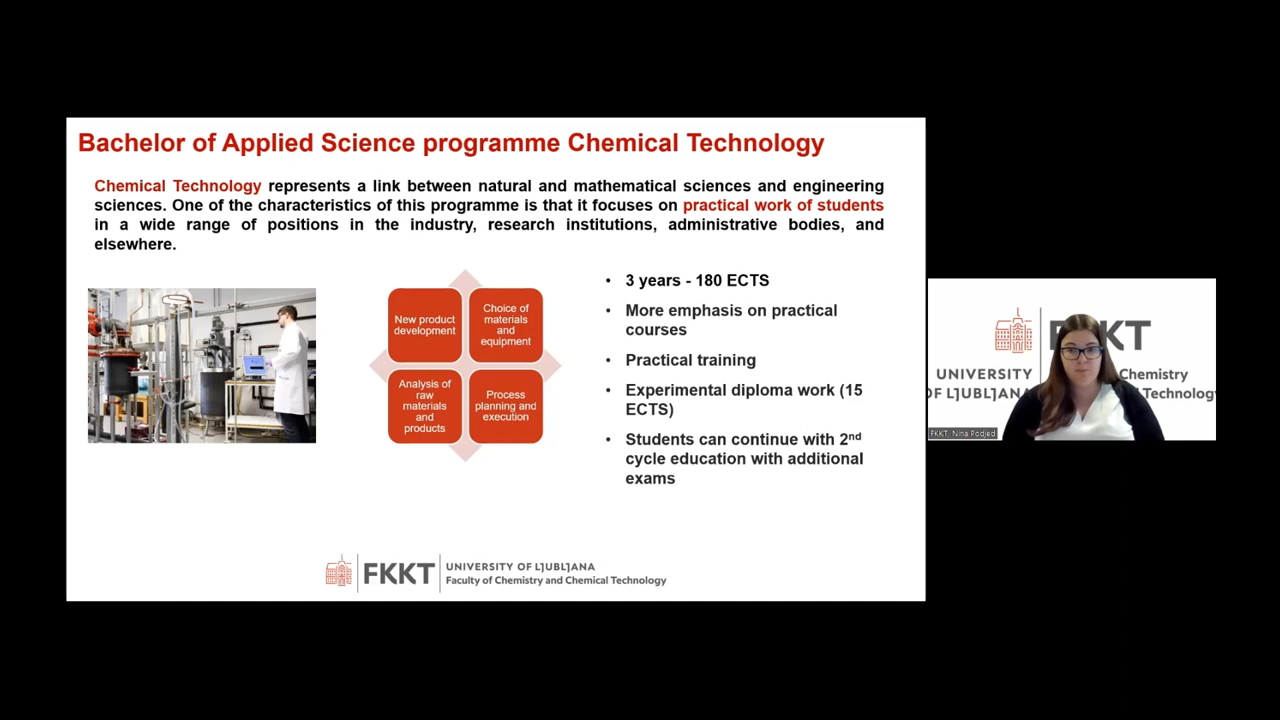 Bachelor of Applied Science programme Chemical Technology
Chemical Technology represents a link between natural and mathematical sciences and engineering
sciences. One of the characteristics of this programme is that it focuses on practical work of students
in a wide range of positions in the industry, research institutions, administrative bodies, and
elsewhere.
New product
development
Choice of
materials
and
equipment
Analysis of
raw
materials
and
products
Process
planning and
execution
• 3 years - 180 ECTS
• More emphasis on practical
courses
• Practical training
• Experimental diploma work (15
ECTS)
• Students can continue with 2nd
cycle education with additional
exams
FKKT
UNIVERSITY OF LJUBLJANA
Faculty of Chemistry and Chemical Technology
FKKT
UNIVERSITY
OF LJUBLJANA
Chemistry
Technology
FKKT, Nina Podjed